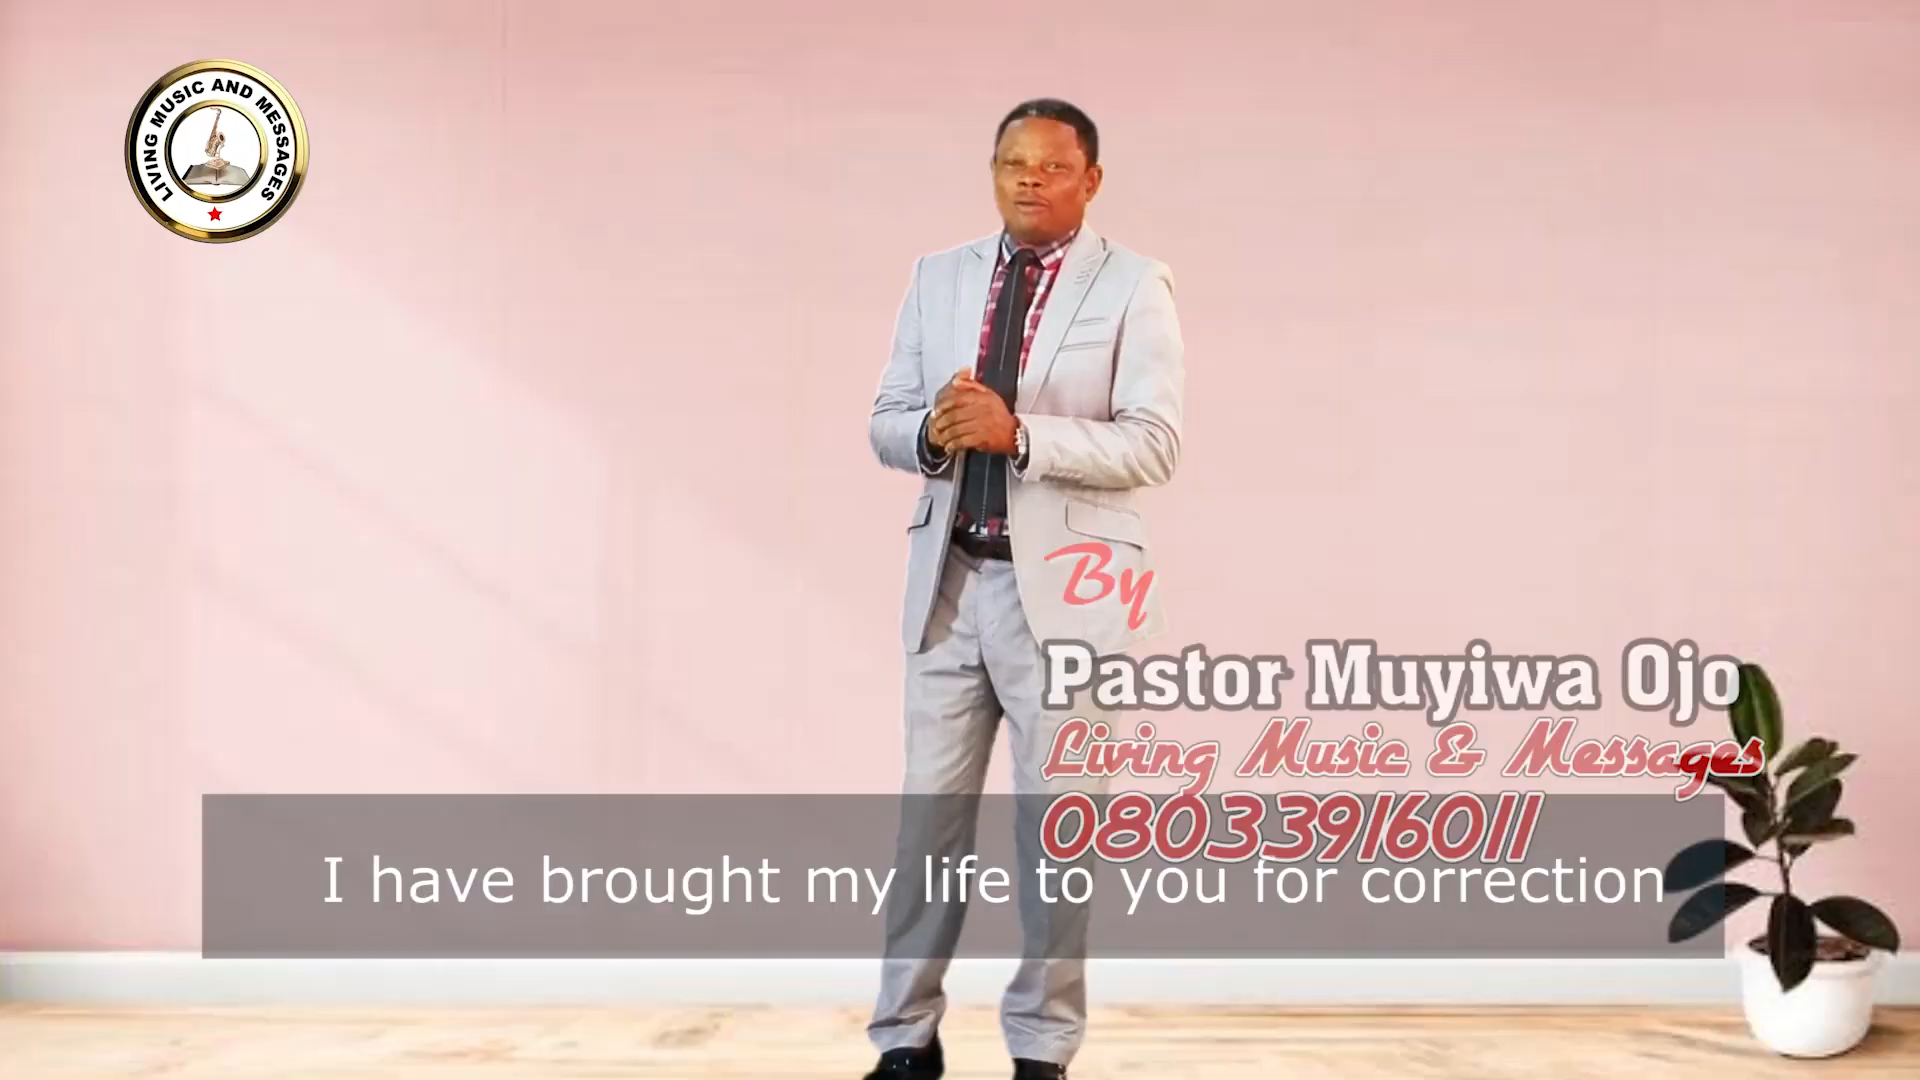 LIVING MUSIC AND MESSAGES
By
Pastor Muyiwa Ojo
Living Music & Messages
08033916011
I have brought my life to you for correction